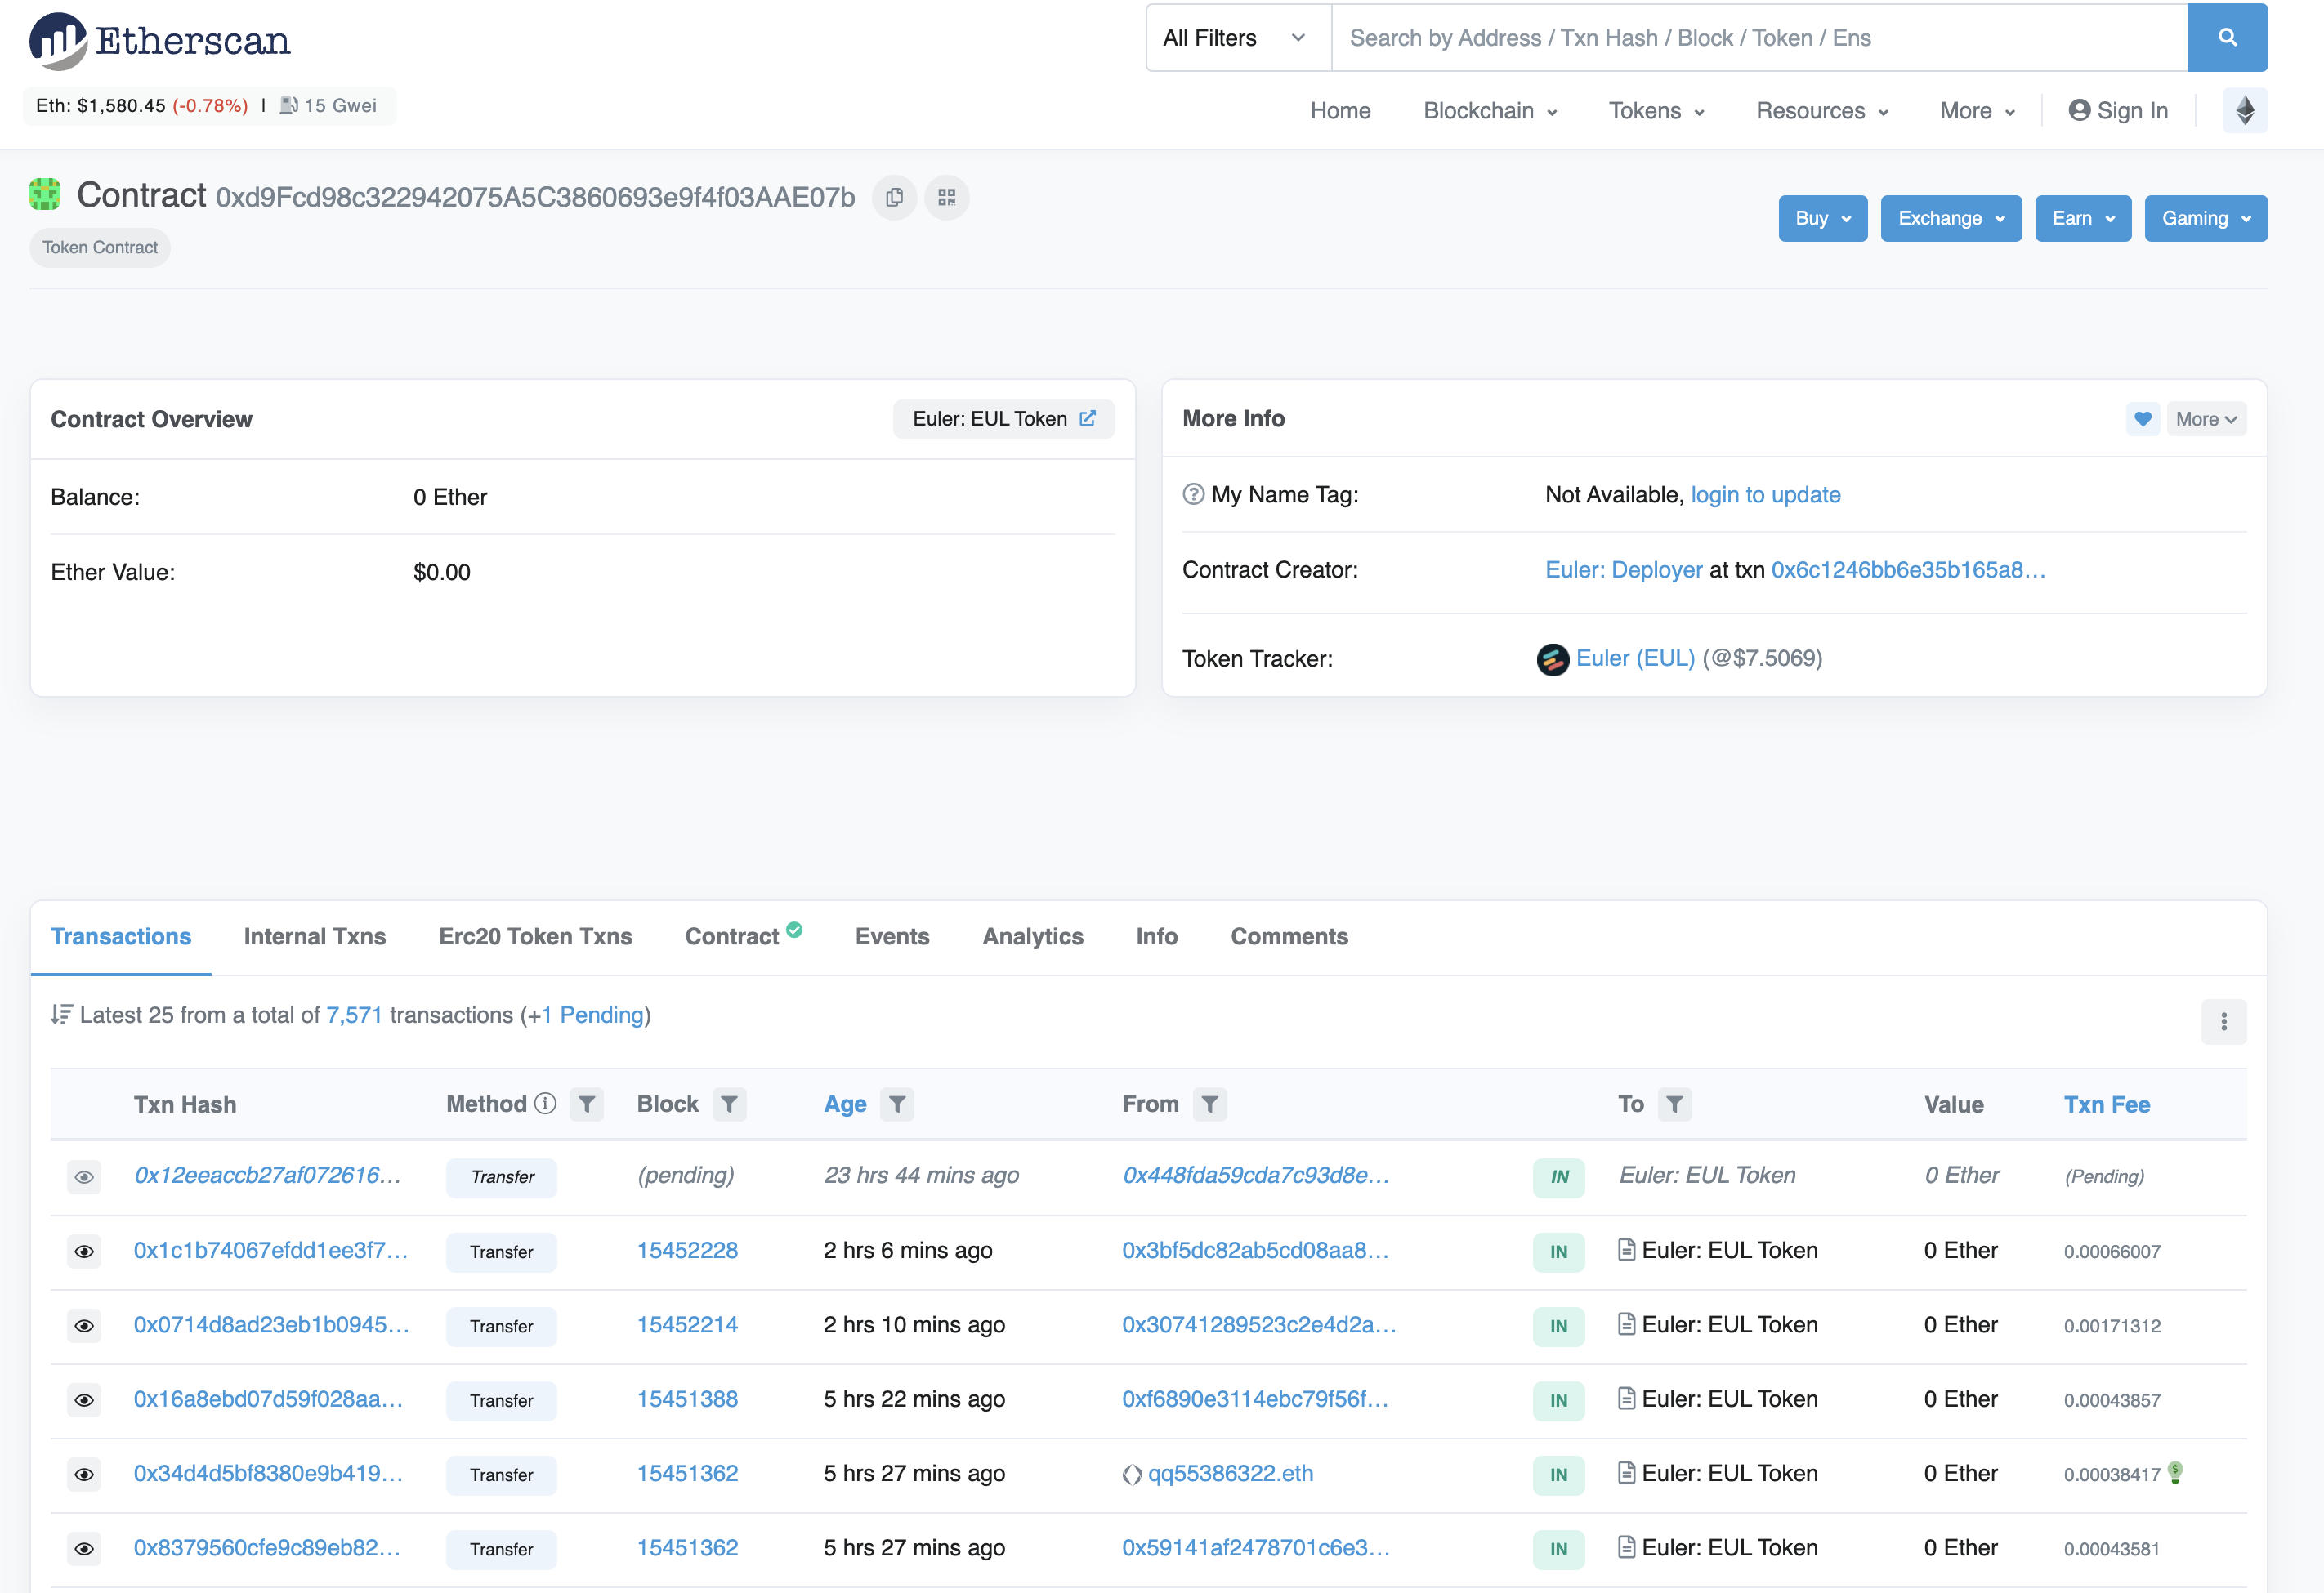 Etherscan
All Filters
Search by Address / Txn Hash / Block / Token / Ens
Eth: $1,580.45 (-0.78%) | 15 Gwei
Home Blockchain Tokens Resources More Sign In
Contract 0xd9Fcd98c322942075A5C3860693e9f4f03AAE07b
Token Contract
Buy Exchange Earn Gaming
Contract Overview
Euler: EUL Token
Balance: 0 Ether
Ether Value: $0.00
More Info
More
My Name Tag: Not Available, login to update
Contract Creator: Euler: Deployer at txn 0x6c1246bb6e35b165a8...
Token Tracker: Euler (EUL) (@$7.5069)
Transactions Internal Txns Erc20 Token Txns Contract Events Analytics Info Comments
Latest 25 from a total of 7,571 transactions (+1 Pending)
Txn Hash Method Block Age From To Value Txn Fee
0x12eeaccb27af072616... Transfer (pending) 23 hrs 44 mins ago 0x448fda59cda7c93d8e... IN Euler: EUL Token 0 Ether (Pending)
0x1c1b74067efdd1ee3f7... Transfer 15452228 2 hrs 6 mins ago 0x3bf5dc82ab5cd08aa8... IN Euler: EUL Token 0 Ether 0.00066007
0x0714d8ad23eb1b0945... Transfer 15452214 2 hrs 10 mins ago 0x30741289523c2e4d2a... IN Euler: EUL Token 0 Ether 0.00171312
0x16a8ebd07d59f028aa... Transfer 15451388 5 hrs 22 mins ago 0xf6890e3114ebc79f56f... IN Euler: EUL Token 0 Ether 0.00043857
0x34d4d5bf8380e9b419... Transfer 15451362 5 hrs 27 mins ago qq55386322.eth IN Euler: EUL Token 0 Ether 0.00038417
0x8379560cfe9c89eb82... Transfer 15451362 5 hrs 27 mins ago 0x59141af2478701c6e3... IN Euler: EUL Token 0 Ether 0.00043581